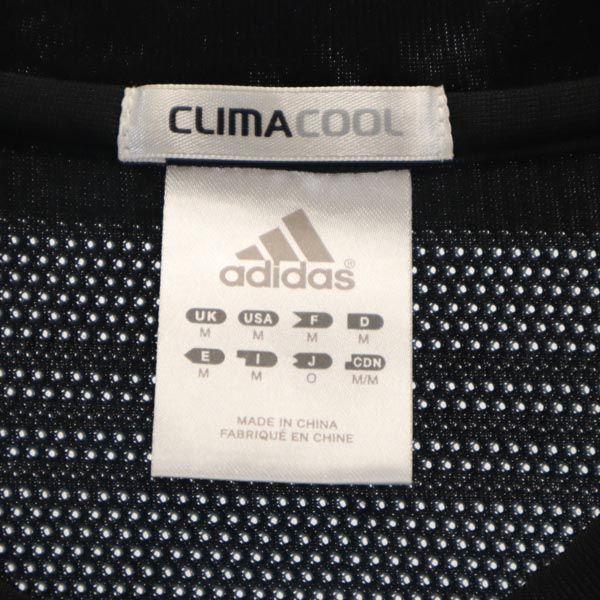 CLIMACOOL
adidas®
UK USA F D
M M M M
E I J CDN
M M O M/M
MADE IN CHINA
FABRIQUÉ EN CHINE